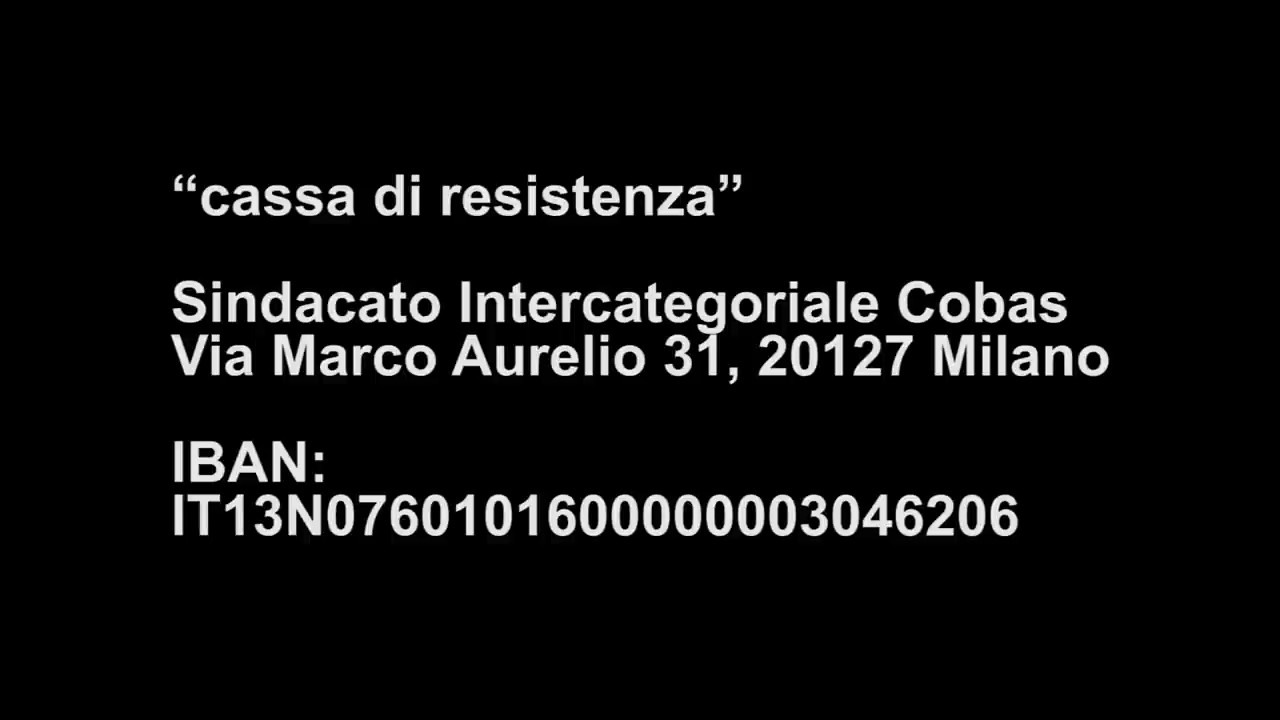 “cassa di resistenza”
Sindacato Intercategoriale Cobas
Via Marco Aurelio 31, 20127 Milano
IBAN:
IT13N0760101600000003046206